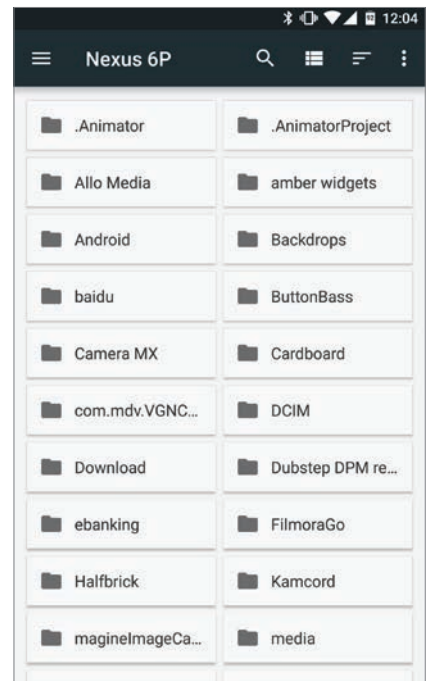 12:04
Nexus 6P
.Animator
.AnimatorProject
Allo Media
amber widgets
Android
Backdrops
baidu
ButtonBass
Camera MX
Cardboard
com.mdv.VGNC...
DCIM
Download
Dubstep DPM re...
ebanking
FilmoraGo
Halfbrick
Kamcord
magineImageCa...
media